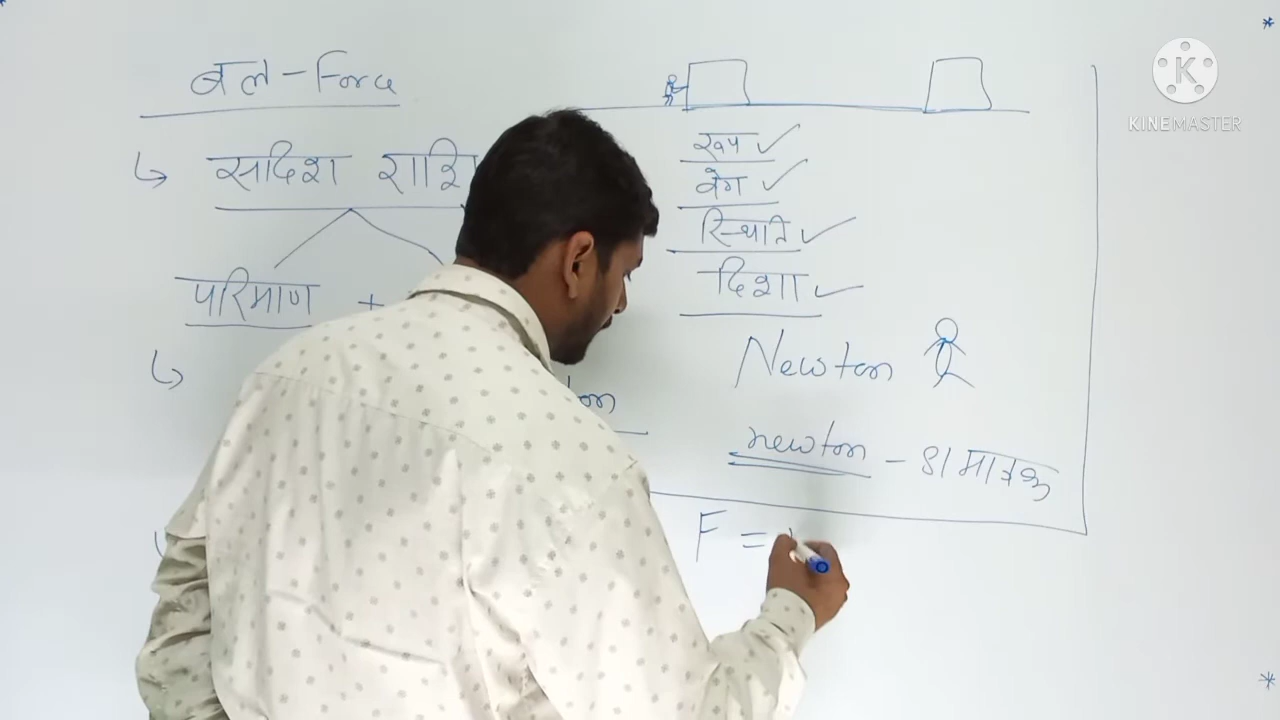 बल - Force
सदिश राशि
परिमाण +
रूप ✓
वेग ✓
स्थिति ✓
दिशा ✓
Newton
newton - SI मात्रक
F =
KINEMASTER